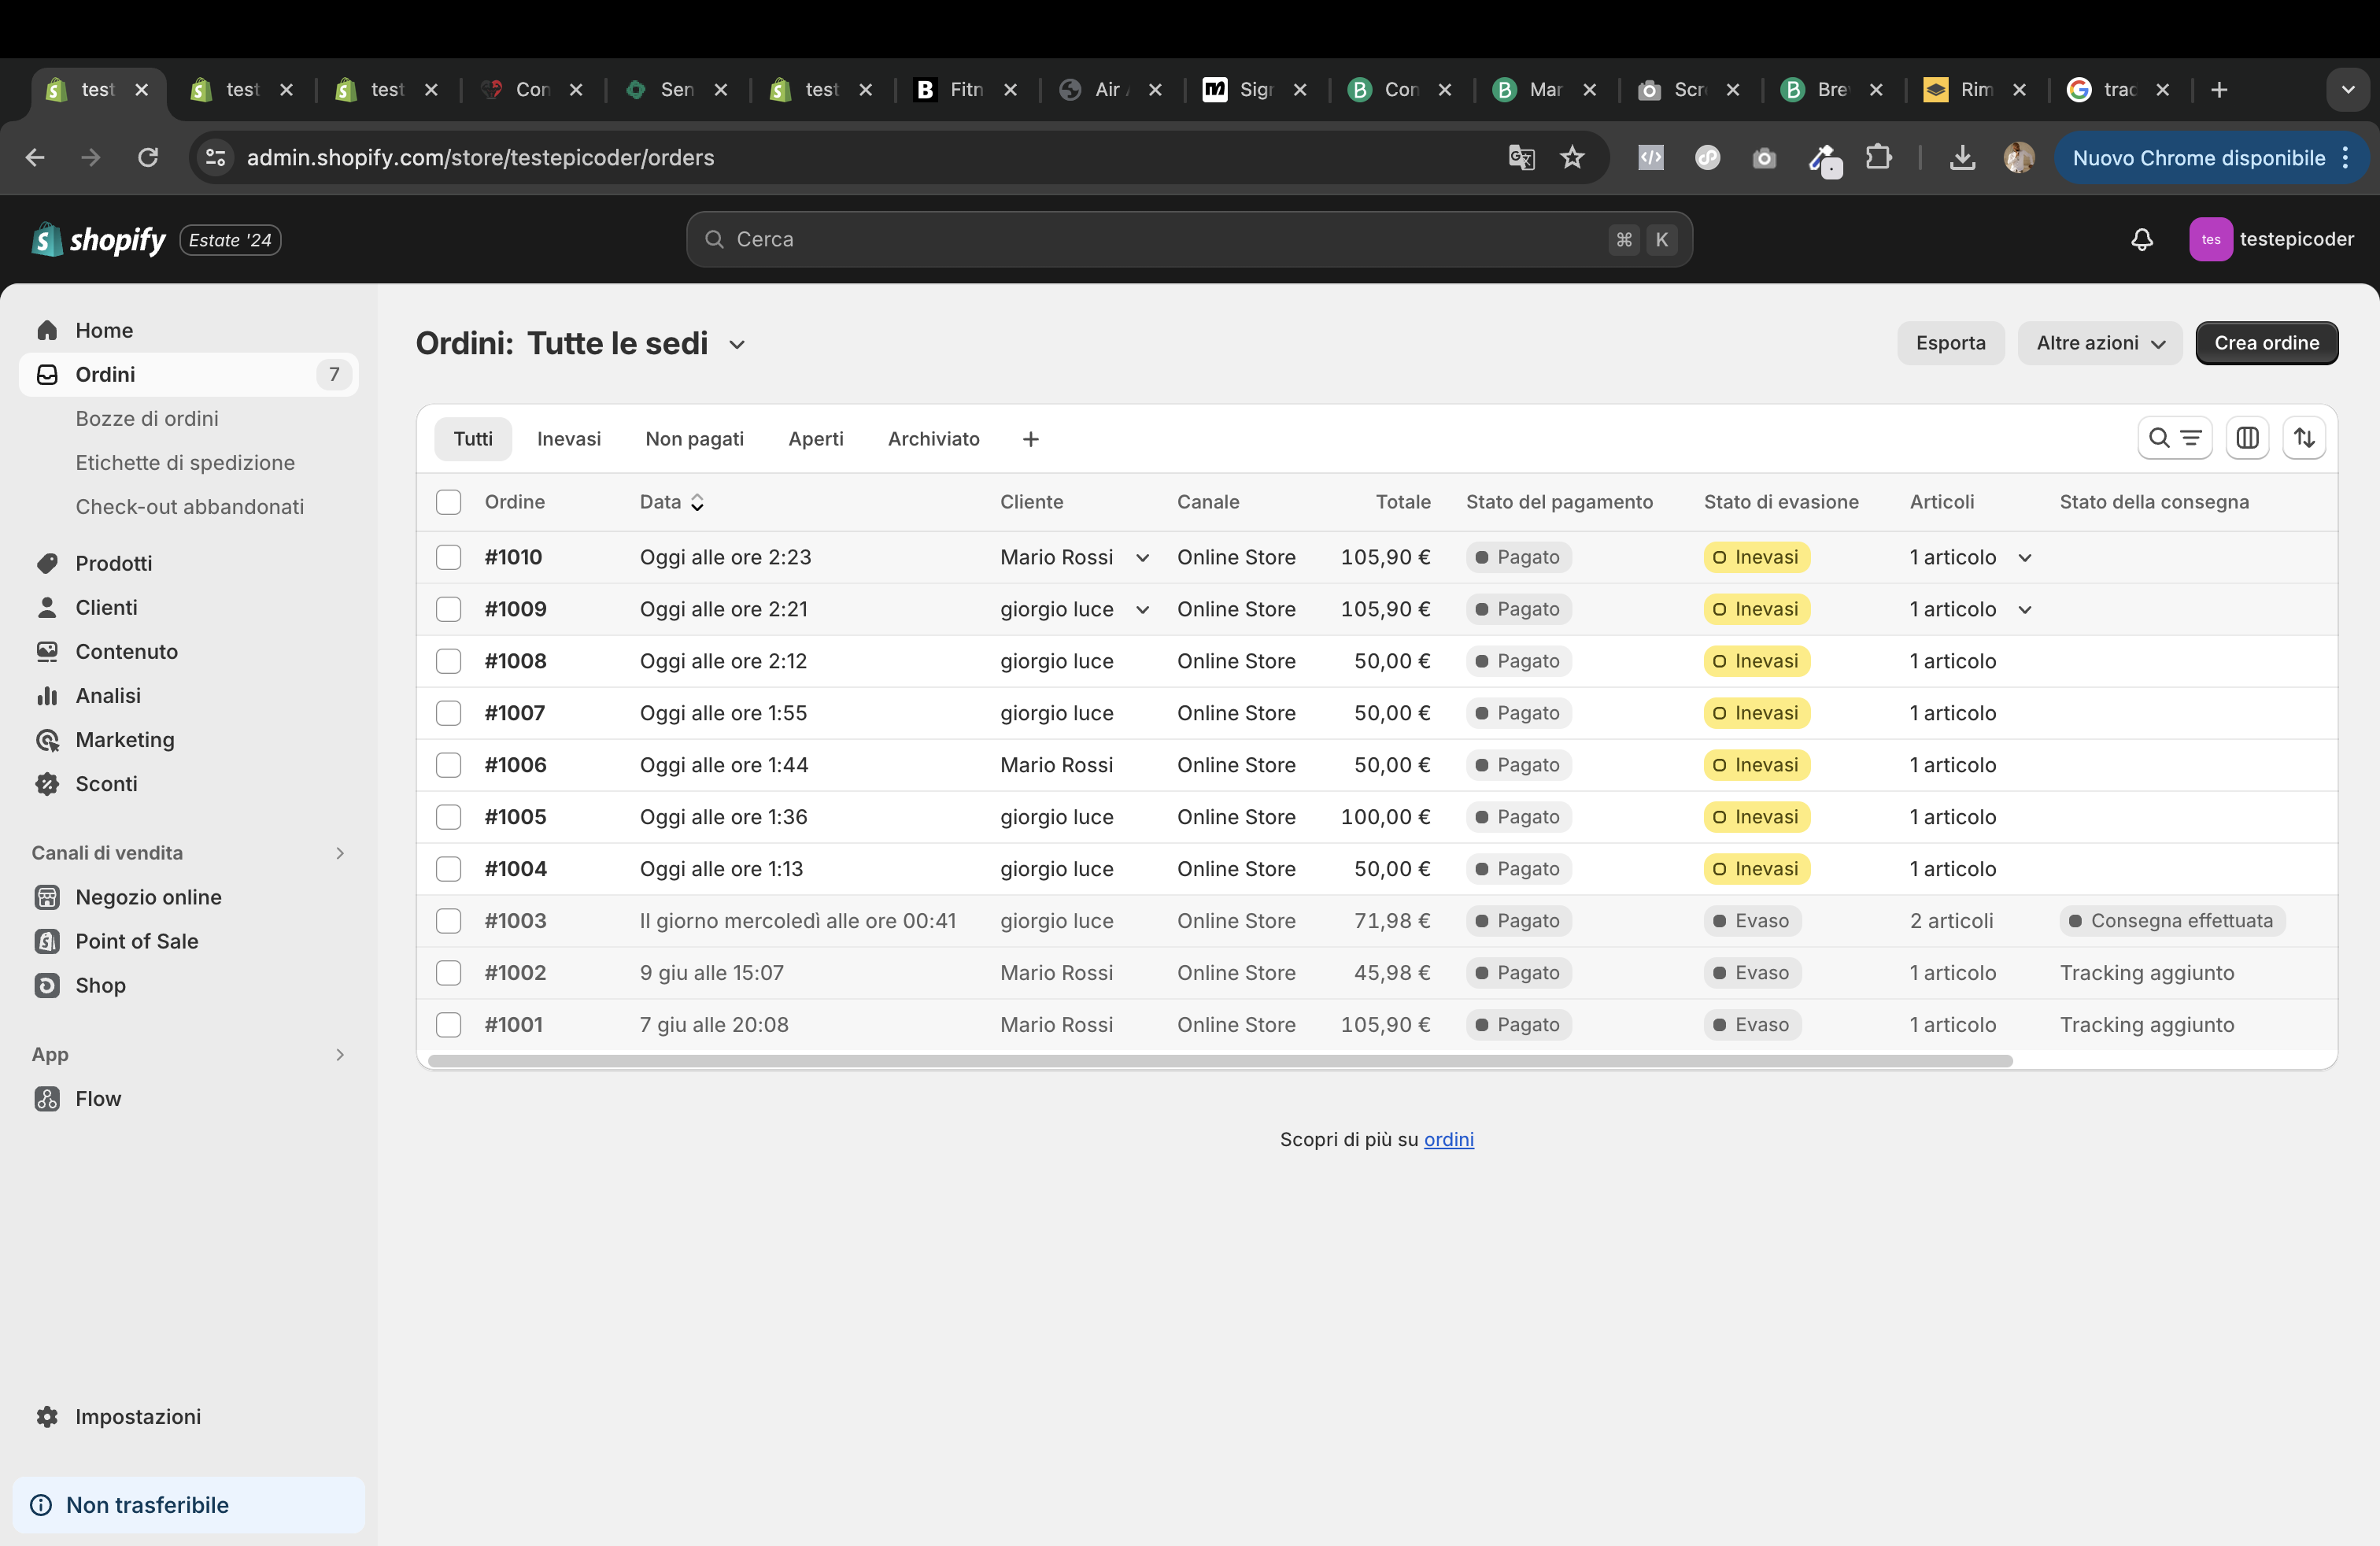 test test test Con Sen test Fitn Air Sign Con Mar Scr Bre Rim trac
admin.shopify.com/store/testepicoder/orders
Nuovo Chrome disponibile
shopify Estate '24
Cerca ⌘ K
tes testepicoder
Home
Ordini 7
Bozze di ordini
Etichette di spedizione
Check-out abbandonati
Prodotti
Clienti
Contenuto
Analisi
Marketing
Sconti
Canali di vendita
Negozio online
Point of Sale
Shop
App
Flow
Impostazioni
Non trasferibile
Ordini: Tutte le sedi
Esporta Altre azioni Crea ordine
Tutti Inevasi Non pagati Aperti Archiviato +
Ordine Data Cliente Canale Totale Stato del pagamento Stato di evasione Articoli Stato della consegna
#1010 Oggi alle ore 2:23 Mario Rossi Online Store 105,90 € Pagato Inevasi 1 articolo
#1009 Oggi alle ore 2:21 giorgio luce Online Store 105,90 € Pagato Inevasi 1 articolo
#1008 Oggi alle ore 2:12 giorgio luce Online Store 50,00 € Pagato Inevasi 1 articolo
#1007 Oggi alle ore 1:55 giorgio luce Online Store 50,00 € Pagato Inevasi 1 articolo
#1006 Oggi alle ore 1:44 Mario Rossi Online Store 50,00 € Pagato Inevasi 1 articolo
#1005 Oggi alle ore 1:36 giorgio luce Online Store 100,00 € Pagato Inevasi 1 articolo
#1004 Oggi alle ore 1:13 giorgio luce Online Store 50,00 € Pagato Inevasi 1 articolo
#1003 Il giorno mercoledì alle ore 00:41 giorgio luce Online Store 71,98 € Pagato Evaso 2 articoli Consegna effettuata
#1002 9 giu alle 15:07 Mario Rossi Online Store 45,98 € Pagato Evaso 1 articolo Tracking aggiunto
#1001 7 giu alle 20:08 Mario Rossi Online Store 105,90 € Pagato Evaso 1 articolo Tracking aggiunto
Scopri di più su ordini